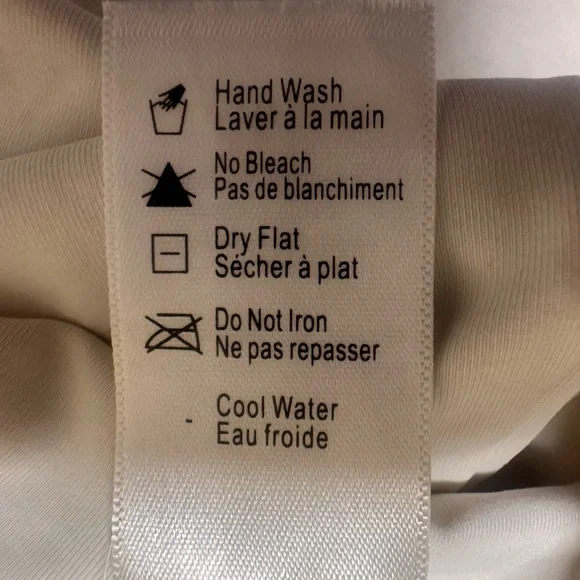 Hand Wash
Laver à la main
No Bleach
Pas de blanchiment
Dry Flat
Sécher à plat
Do Not Iron
Ne pas repasser
- Cool Water
Eau froide